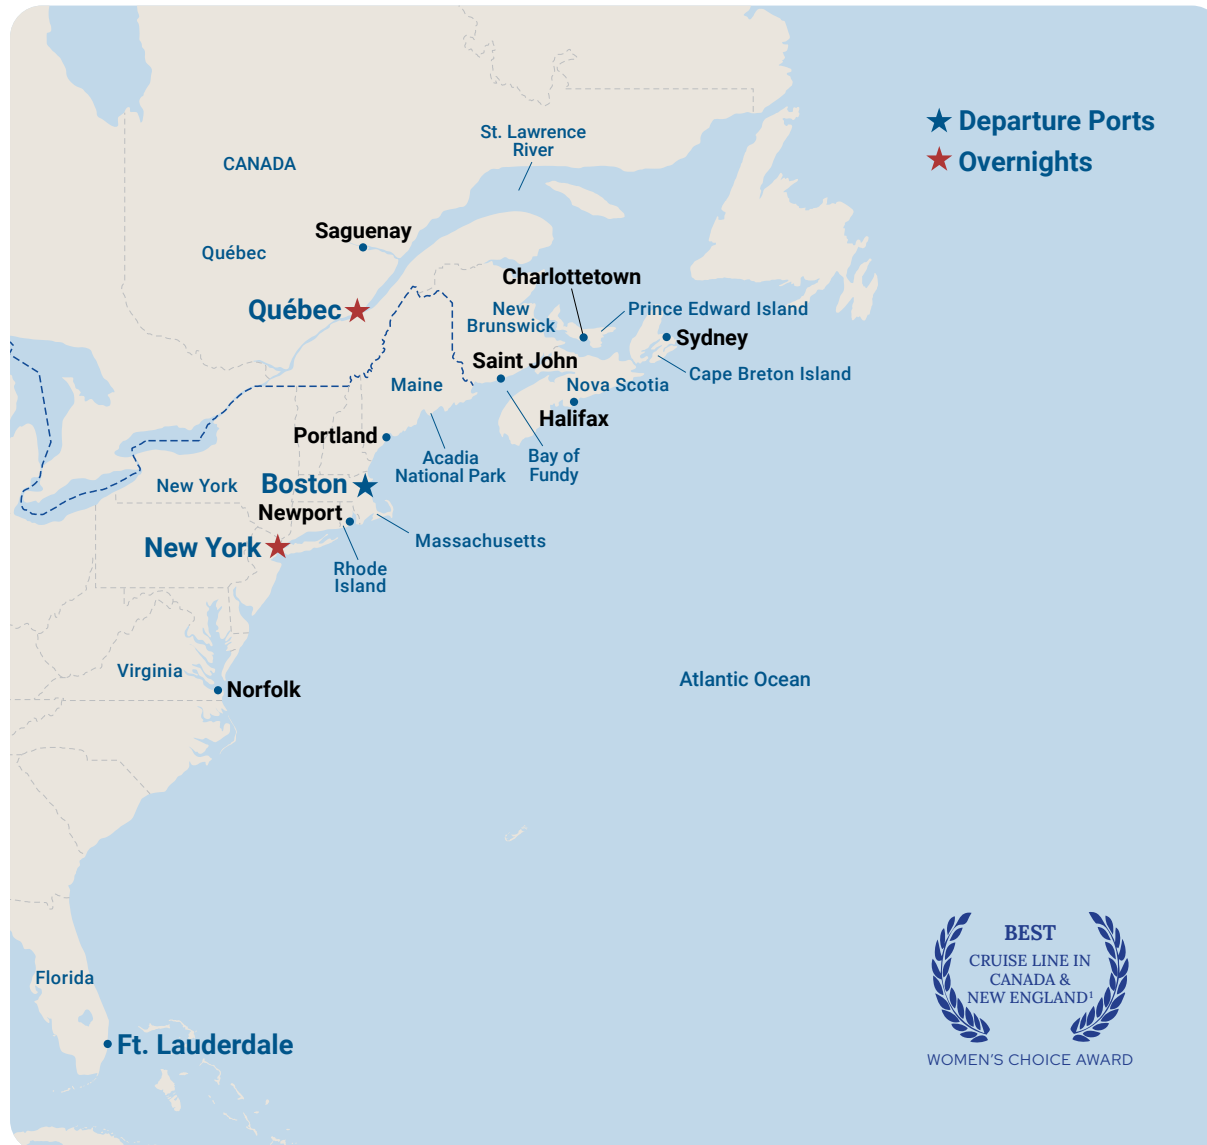 Departure Ports
Overnights
St. Lawrence
River
CANADA
Saguenay
Québec
Charlottetown
Québec
New
Brunswick
Prince Edward Island
Sydney
Saint John
Cape Breton Island
Maine
Nova Scotia
Halifax
Portland
Acadia
National Park
Bay of
Fundy
New York
Boston
Newport
Massachusetts
New York
Rhode
Island
Virginia
Norfolk
Atlantic Ocean
BEST
CRUISE LINE IN
CANADA &
NEW ENGLAND¹
WOMEN'S CHOICE AWARD
Florida
Ft. Lauderdale